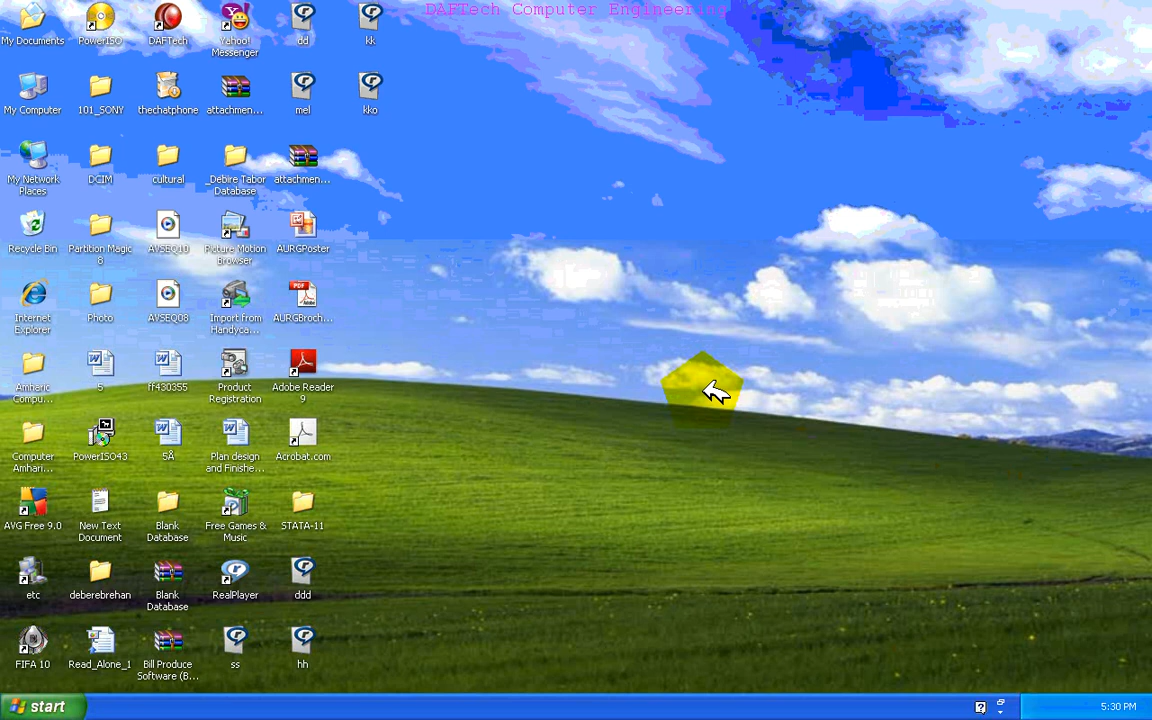 DAFTech Computer Engineering
My Documents
PowerISO
DAFTech
Yahoo!
Messenger
dd
kk
My Computer
101_SONY
thechatphone
attachmen...
mel
kko
My Network
Places
DCIM
cultural
_Debire Tabor
Database
attachmen...
Recycle Bin
Partition Magic
8
AVSEQ10
Picture Motion
Browser
AURGPoster
Internet
Explorer
Photo
AVSEQ08
Import from
Handyca...
PDF
AURGBroch...
Amharic
Compu...
5
ff430355
Product
Registration
Adobe Reader
9
Computer
Amhari...
PowerISO43
5Â
Plan design
and Finishe...
Acrobat.com
AVG Free 9.0
New Text
Document
Blank
Database
Free Games &
Music
STATA-11
etc
deberebrehan
Blank
Database
RealPlayer
ddd
FIFA 10
Read_Alone_1
Bill Produce
Software (B...
ss
hh
start
5:30 PM